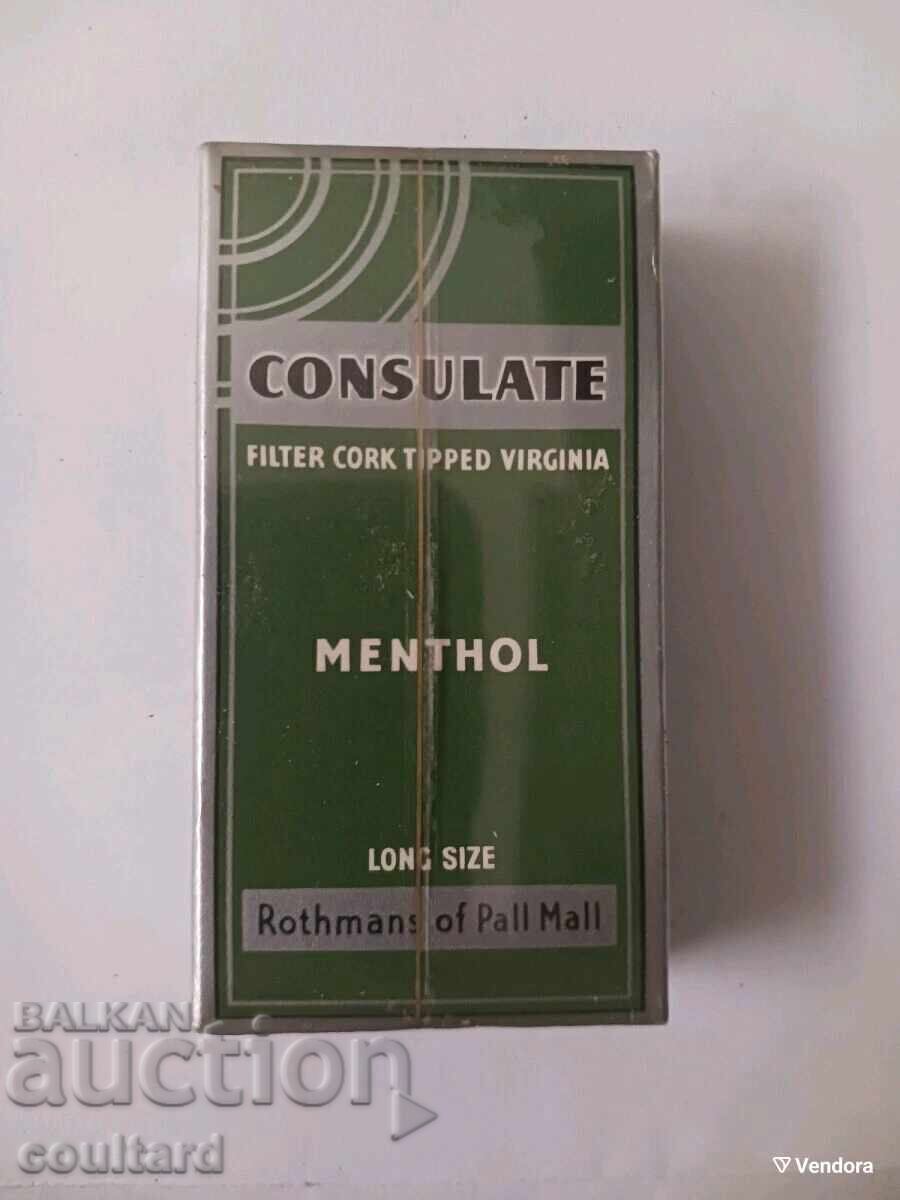 CONSULATE
FILTER CORK TIPPED VIRGINIA
MENTHOL
LONG SIZE
Rothmans of Pall Mall
BALKAN
auction
coultard
Vendora